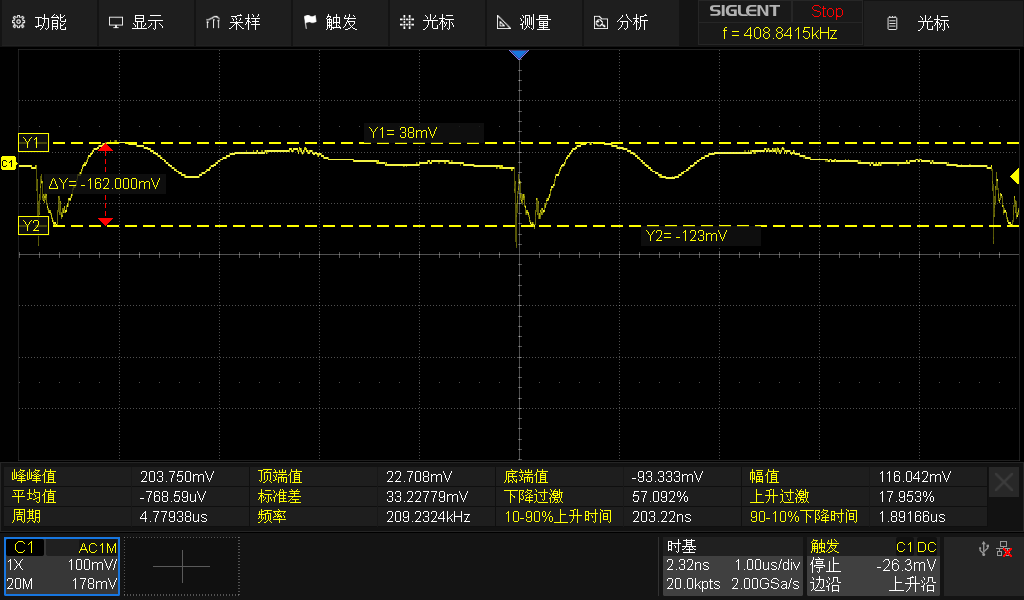 功能 显示 采样 触发 光标 测量 分析 SIGLENT Stop 光标
f = 408.8415kHz
Y1= 38mV
Y1
C1
ΔY= -162.000mV
Y2
Y2= -123mV
峰峰值 203.750mV 顶端值 22.708mV 底端值 -93.333mV 幅值 116.042mV
平均值 -768.59uV 标准差 33.22779mV 下降过激 57.092% 上升过激 17.953%
周期 4.77938us 频率 209.2324kHz 10-90%上升时间 203.22ns 90-10%下降时间 1.89166us
C1 AC1M 时基 触发 C1 DC
1X 100mV/ 2.32ns 1.00us/div 停止 -26.3mV
20M 178mV 20.0kpts 2.00GSa/s 边沿 上升沿